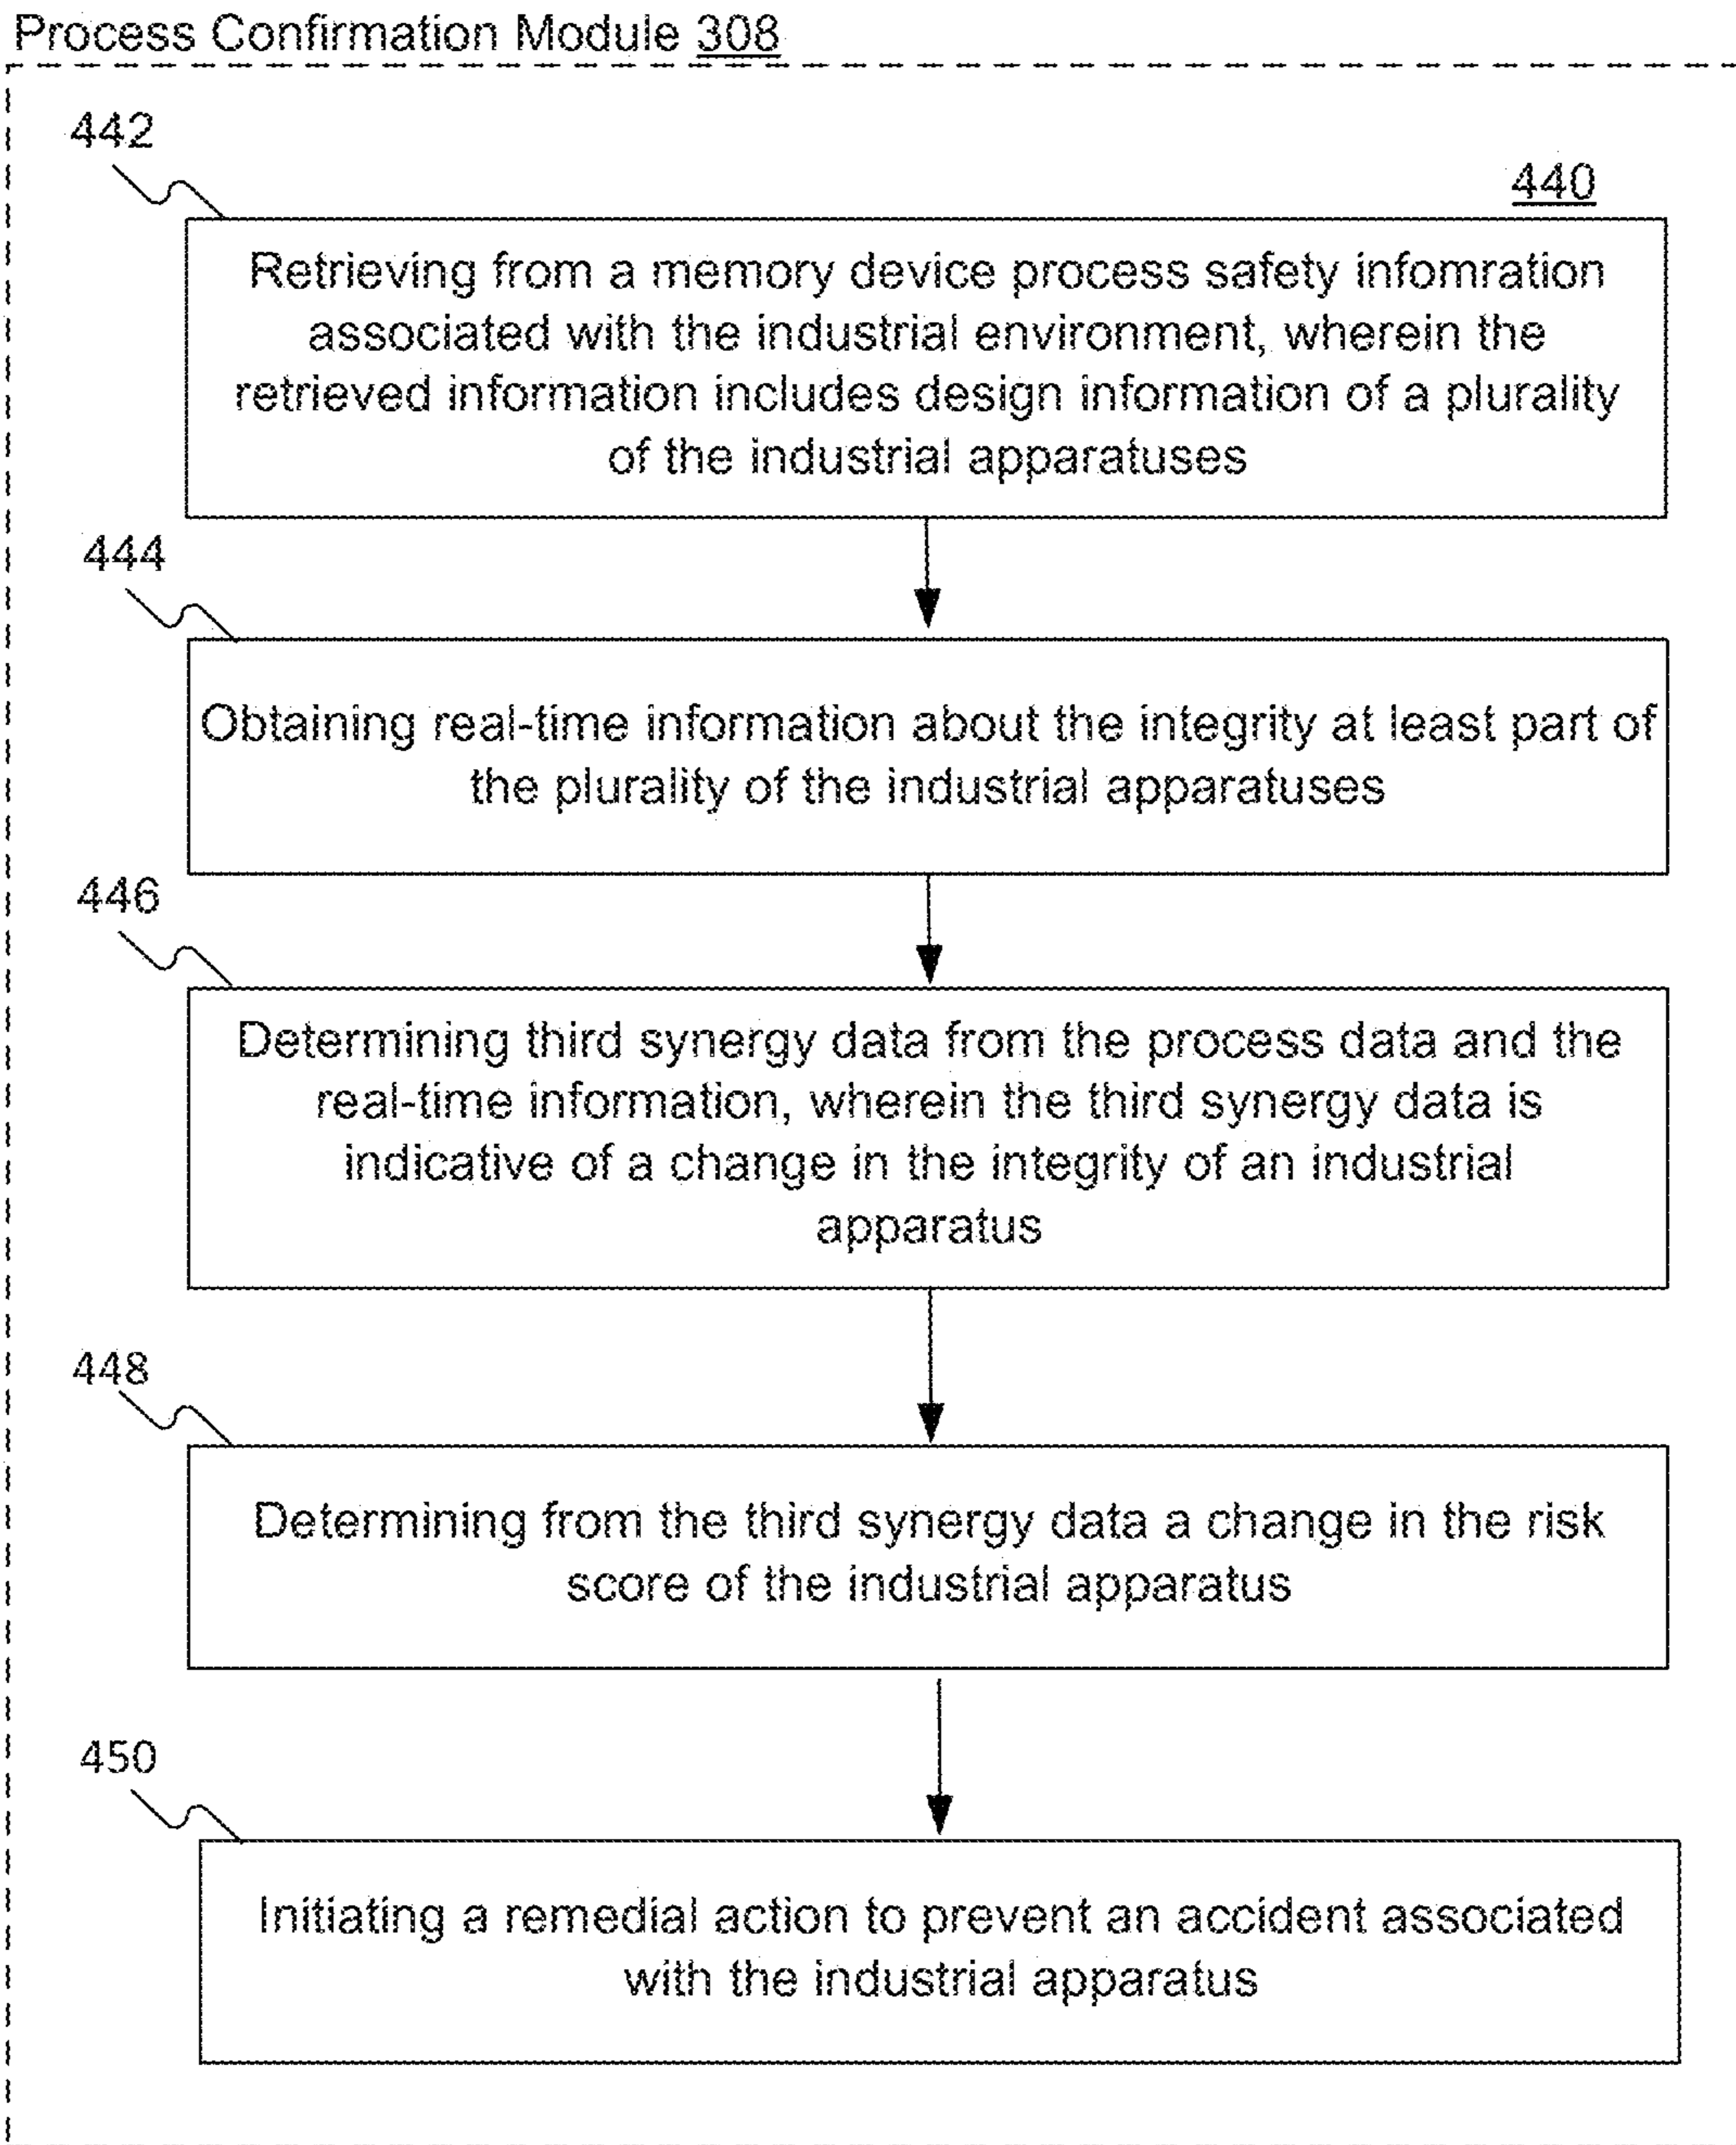 Process Confirmation Module 308
442
440
Retrieving from a memory device process safety infomration
associated with the industrial environment, wherein the
retrieved information includes design information of a plurality
of the industrial apparatuses
444
Obtaining real-time information about the integrity at least part of
the plurality of the industrial apparatuses
446
Determining third synergy data from the process data and the
real-time information, wherein the third synergy data is
indicative of a change in the integrity of an industrial
apparatus
448
Determining from the third synergy data a change in the risk
score of the industrial apparatus
450
Initiating a remedial action to prevent an accident associated
with the industrial apparatus